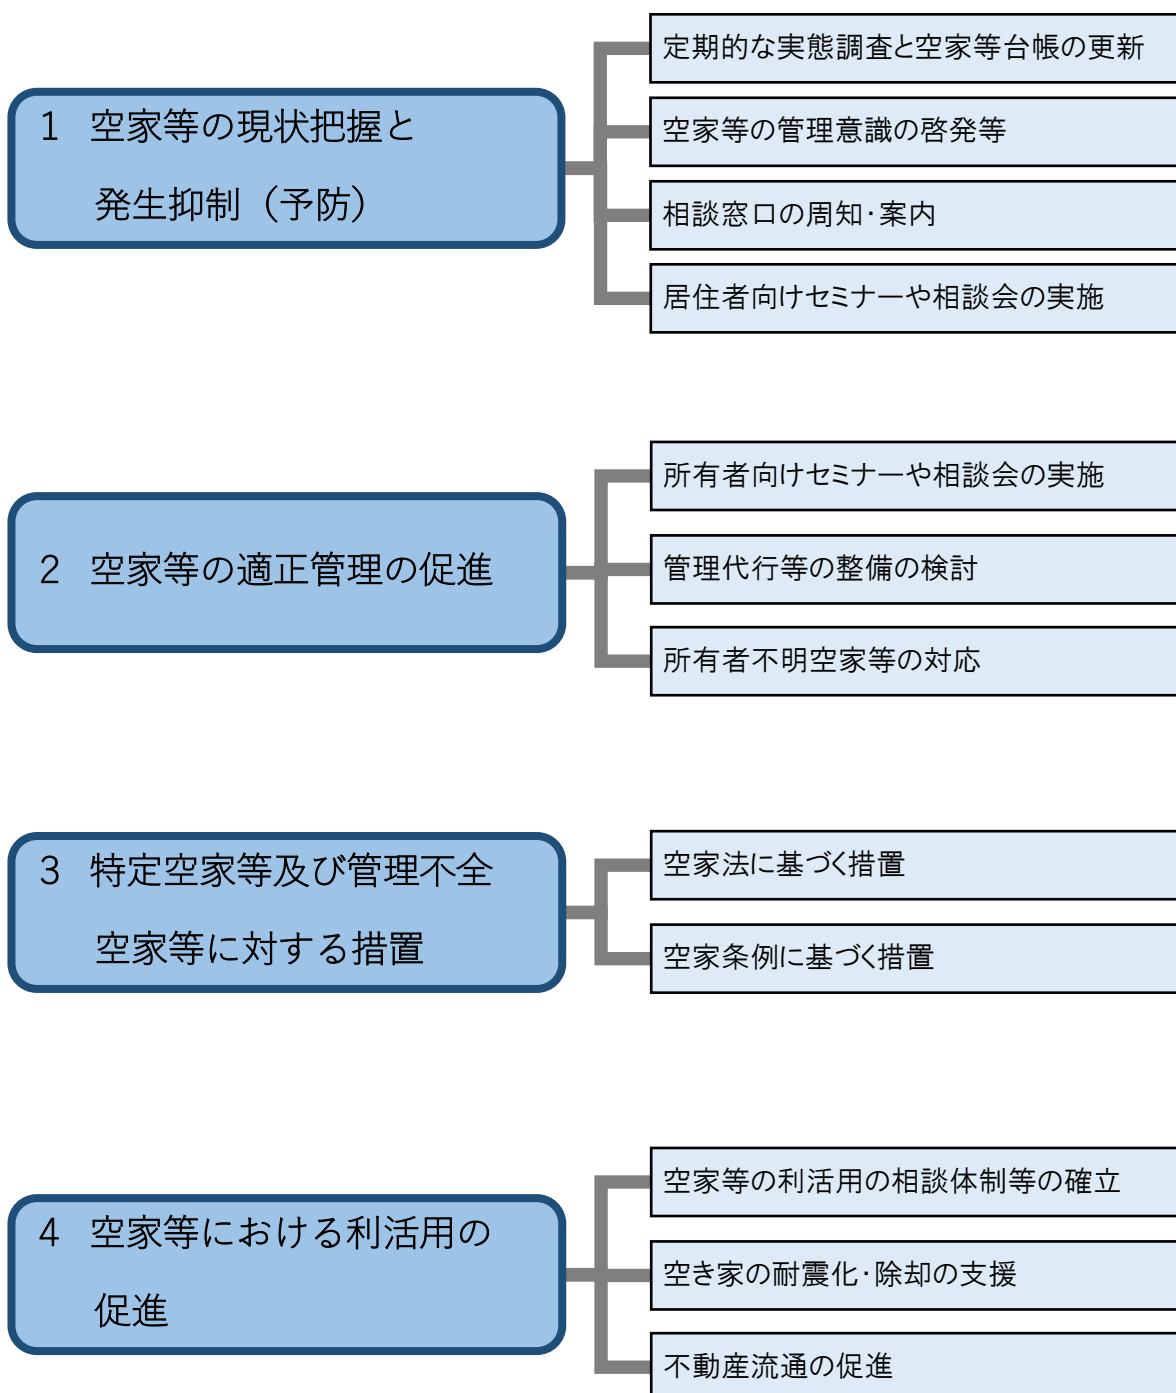 1 空家等の現状把握と
発生抑制（予防）
定期的な実態調査と空家等台帳の更新
空家等の管理意識の啓発等
相談窓口の周知・案内
居住者向けセミナーや相談会の実施
2 空家等の適正管理の促進
所有者向けセミナーや相談会の実施
管理代行等の整備の検討
所有者不明空家等の対応
3 特定空家等及び管理不全
空家等に対する措置
空家法に基づく措置
空家条例に基づく措置
4 空家等における利活用の
促進
空家等の利活用の相談体制等の確立
空き家の耐震化・除却の支援
不動産流通の促進